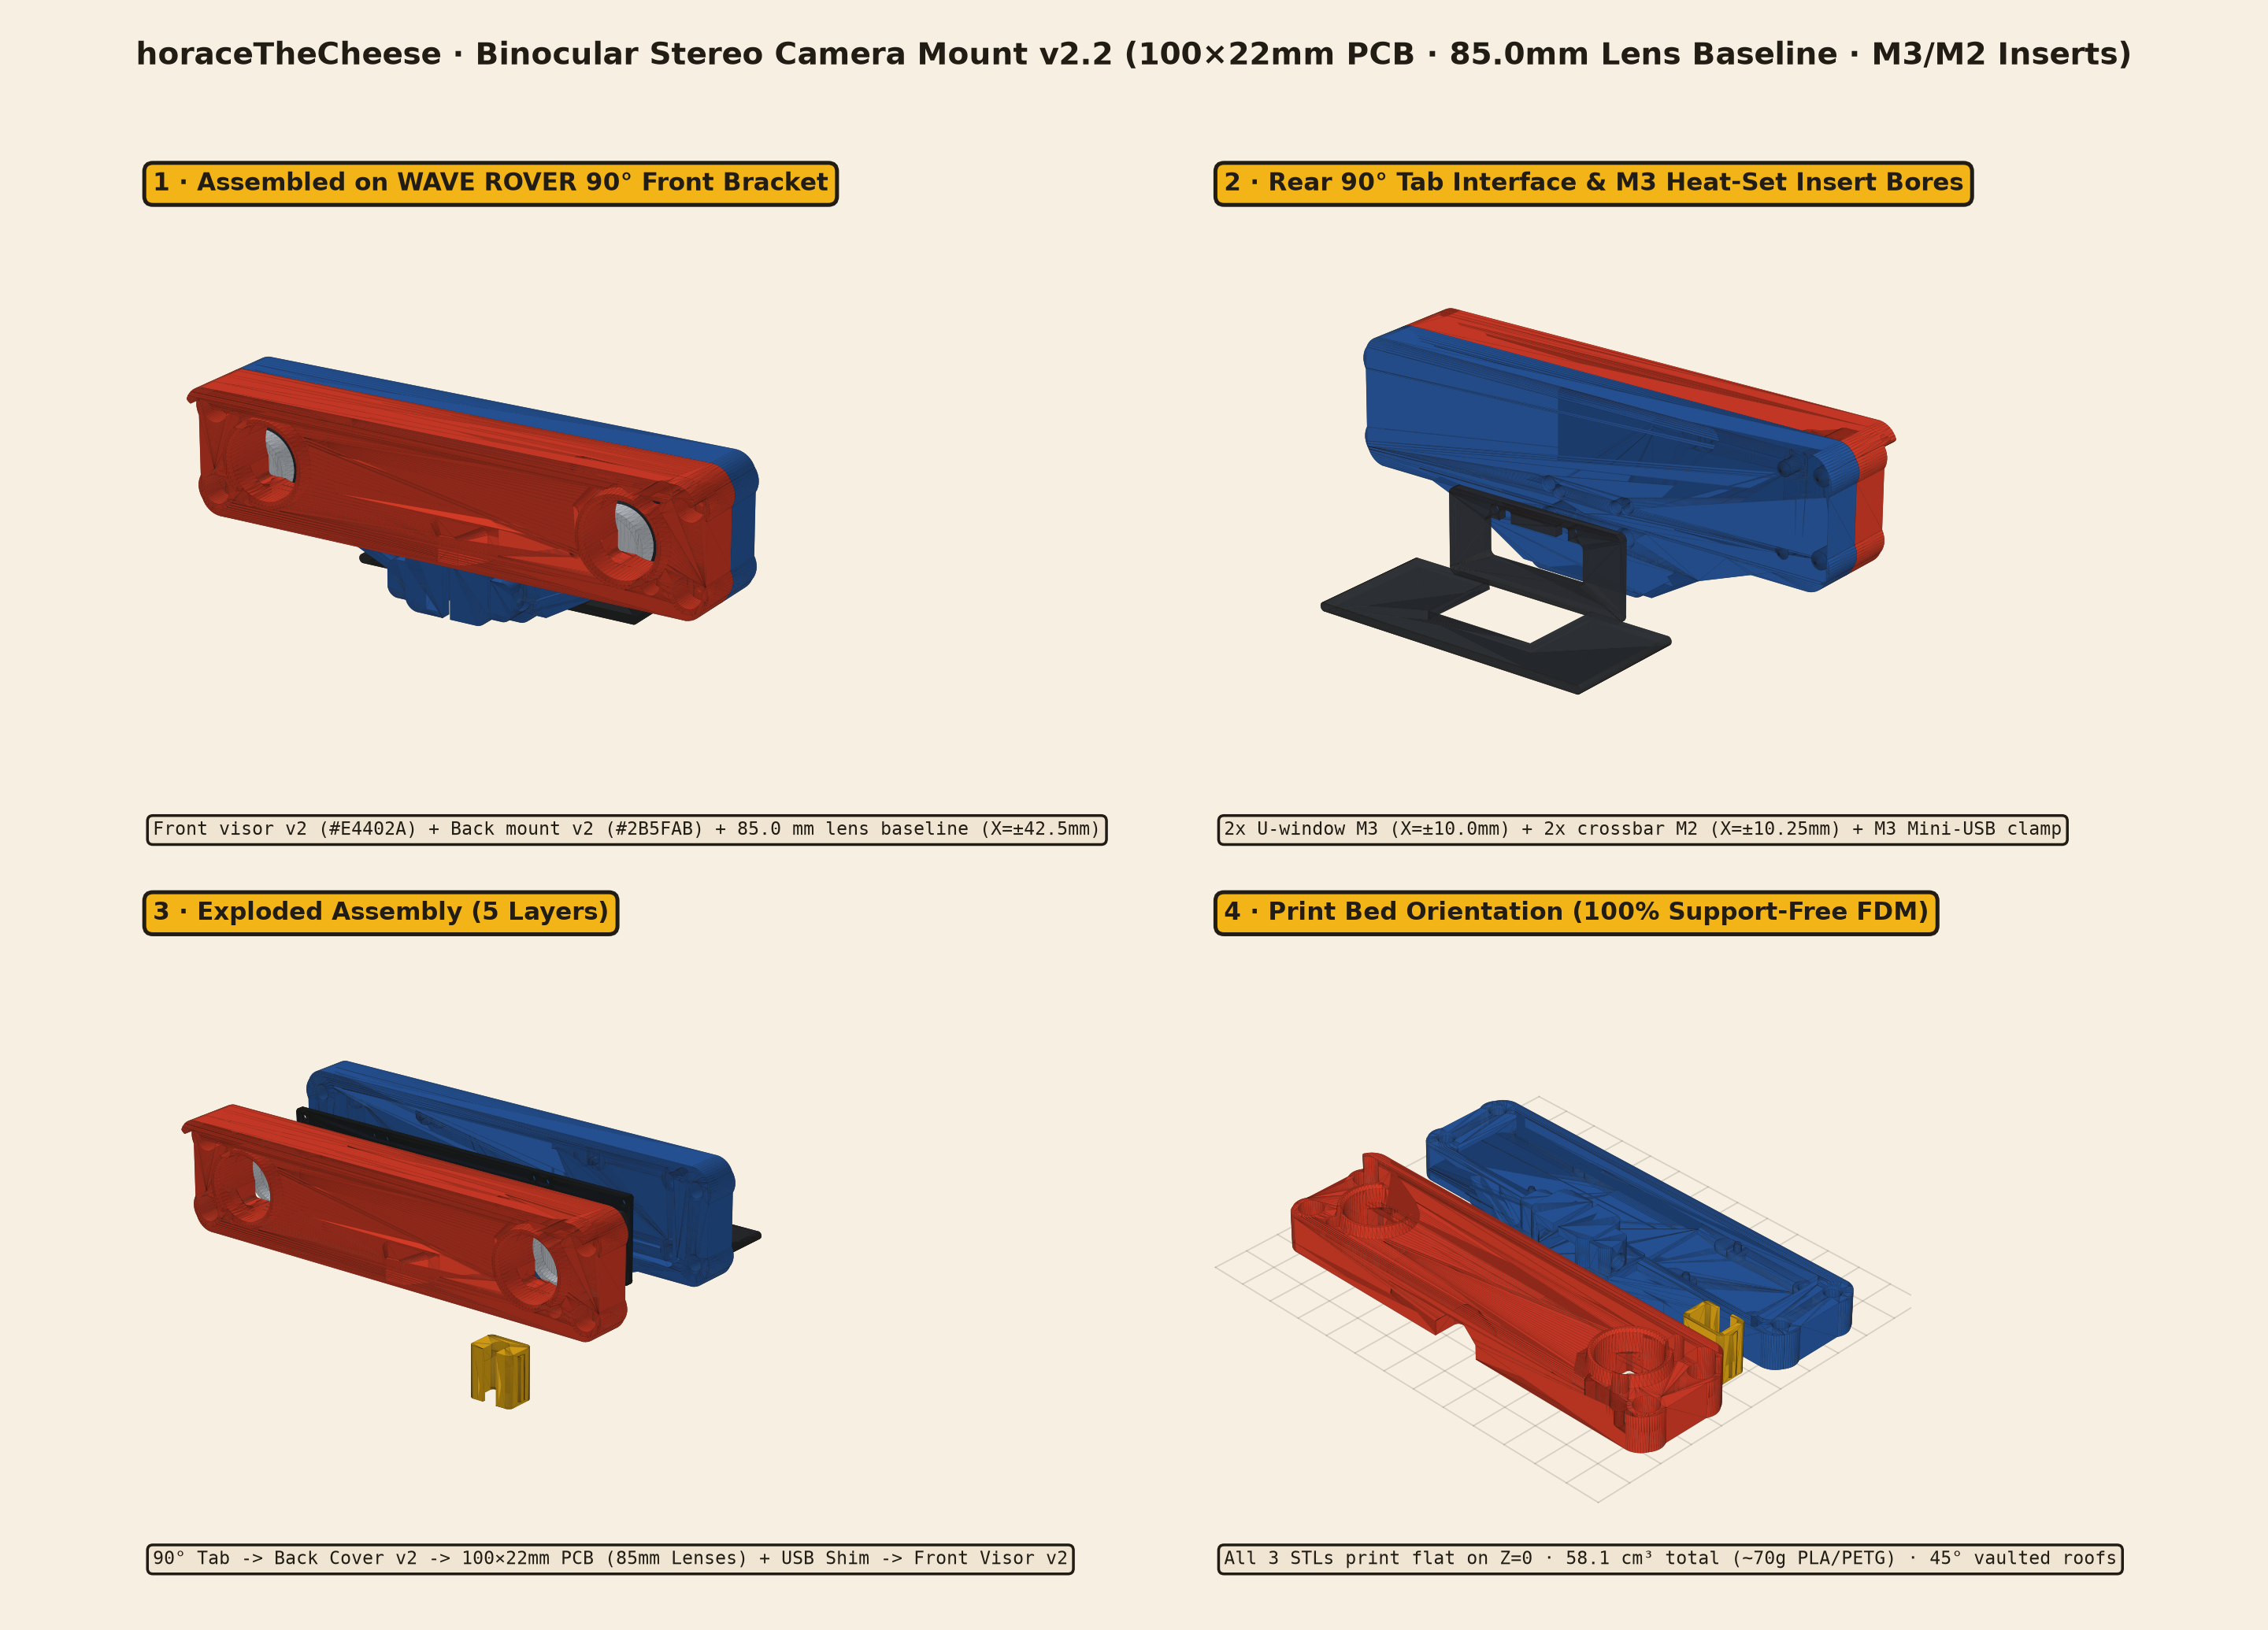 horaceTheCheese · Binocular Stereo Camera Mount v2.2 (100×22mm PCB · 85.0mm Lens Baseline · M3/M2 Inserts)
1 · Assembled on WAVE ROVER 90° Front Bracket
2 · Rear 90° Tab Interface & M3 Heat-Set Insert Bores
Front visor v2 (#E4402A) + Back mount v2 (#2B5FAB) + 85.0 mm lens baseline (X=±42.5mm)
2x U-window M3 (X=±10.0mm) + 2x crossbar M2 (X=±10.25mm) + M3 Mini-USB clamp
3 · Exploded Assembly (5 Layers)
4 · Print Bed Orientation (100% Support-Free FDM)
90° Tab -> Back Cover v2 -> 100×22mm PCB (85mm Lenses) + USB Shim -> Front Visor v2
All 3 STLs print flat on Z=0 · 58.1 cm³ total (~70g PLA/PETG) · 45° vaulted roofs